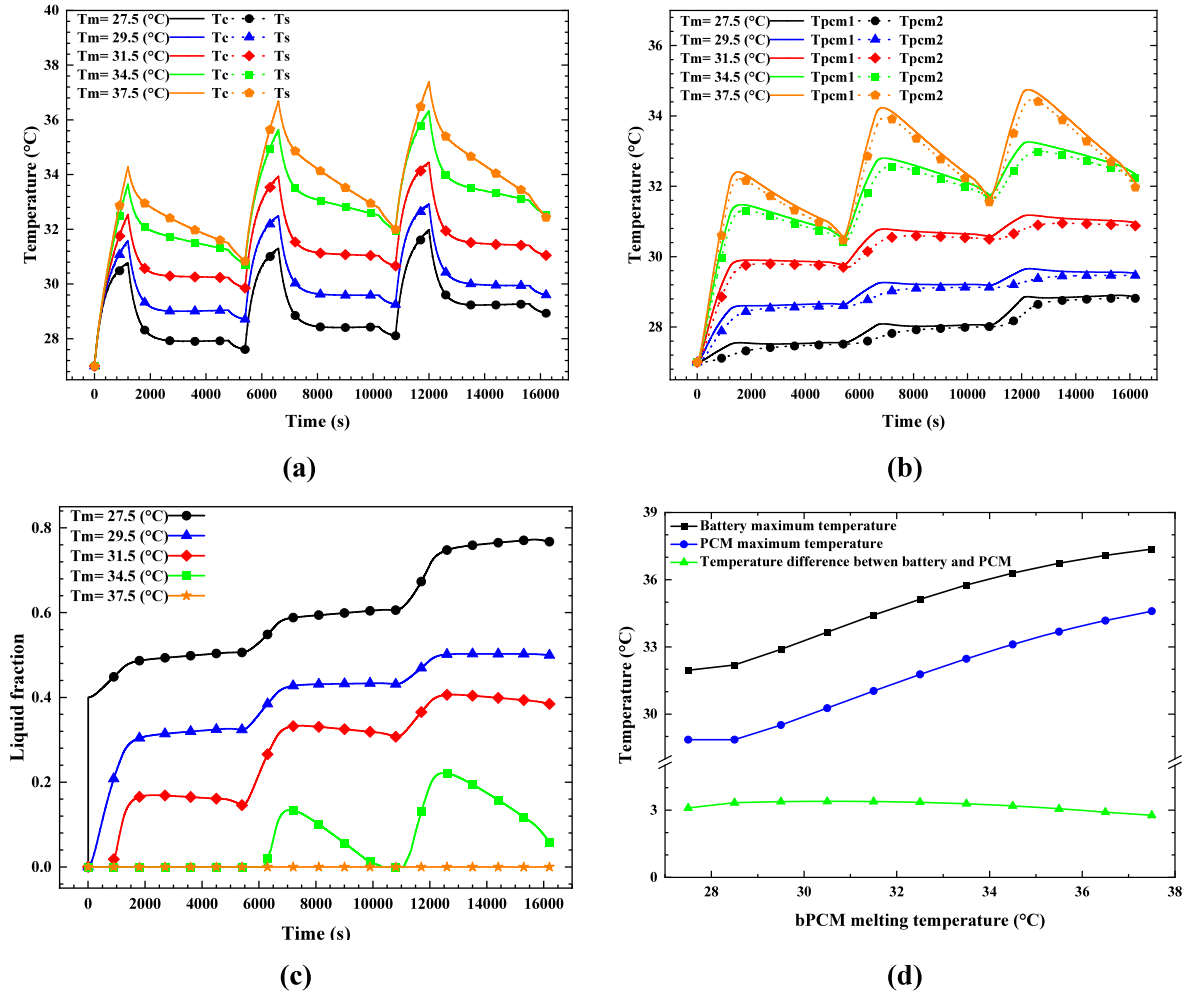 Tm= 27.5 (°C) Tc Ts
Tm= 29.5 (°C) Tc Ts
Tm= 31.5 (°C) Tc Ts
Tm= 34.5 (°C) Tc Ts
Tm= 37.5 (°C) Tc Ts
40
38
36
34
32
30
28
Temperature (°C)
0 2000 4000 6000 8000 10000 12000 14000 16000
Time (s)
(a)
Tm= 27.5 (°C) Tpcm1 Tpcm2
Tm= 29.5 (°C) Tpcm1 Tpcm2
Tm= 31.5 (°C) Tpcm1 Tpcm2
Tm= 34.5 (°C) Tpcm1 Tpcm2
Tm= 37.5 (°C) Tpcm1 Tpcm2
36
34
32
30
28
Temperature (°C)
0 2000 4000 6000 8000 10000 12000 14000 16000
Time (s)
(b)
Tm= 27.5 (°C)
Tm= 29.5 (°C)
Tm= 31.5 (°C)
Tm= 34.5 (°C)
Tm= 37.5 (°C)
0.8
0.6
0.4
0.2
0.0
Liquid fraction
0 2000 4000 6000 8000 10000 12000 14000 16000
Time (s)
(c)
Battery maximum temperature
PCM maximum temperature
Temperature difference betwen battery and PCM
39
36
33
30
3
0
Temperature (°C)
28 30 32 34 36 38
bPCM melting temperature (°C)
(d)